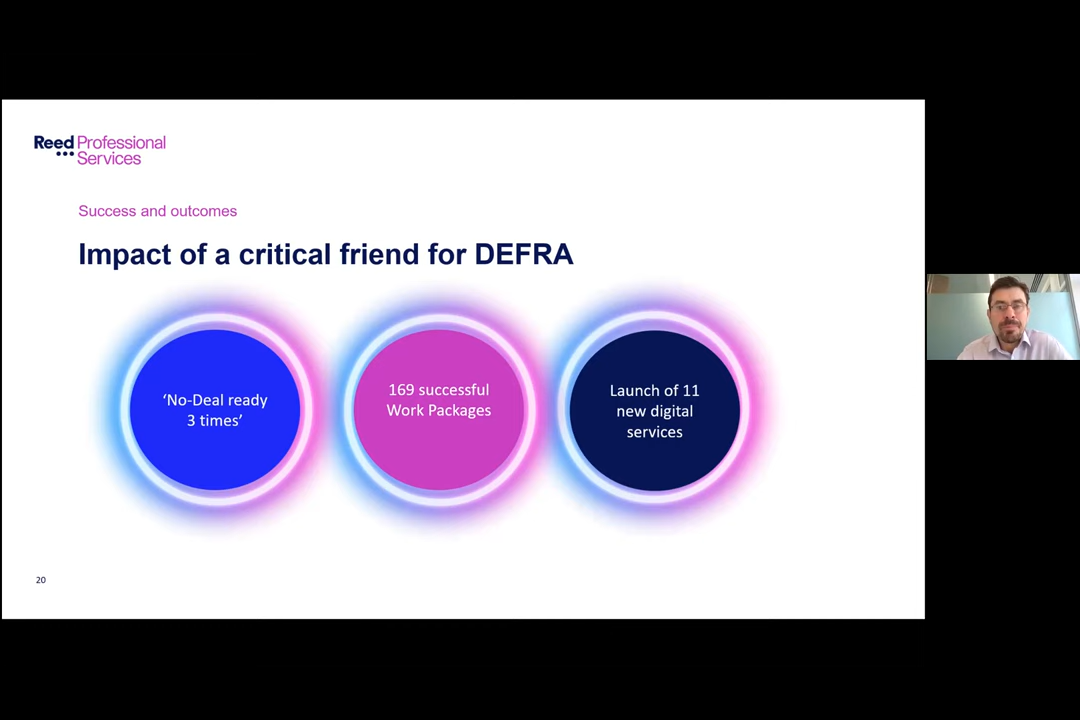 Reed Professional
Services
Success and outcomes
Impact of a critical friend for DEFRA
‘No-Deal ready
3 times’
169 successful
Work Packages
Launch of 11
new digital
services
20